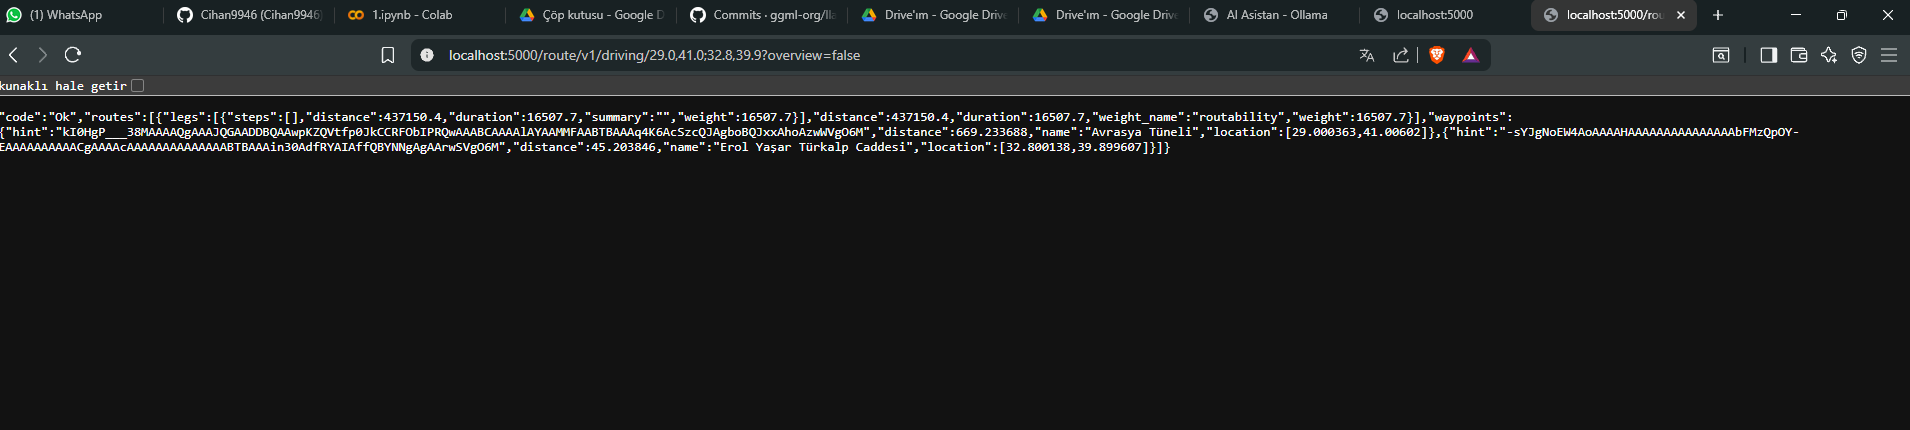 (1) WhatsApp
Cihan9946 (Cihan9946)
1.ipynb - Colab
Çöp kutusu - Google D
Commits · ggml-org/lla
Drive'ım - Google Drive
Drive'ım - Google Drive
AI Asistan - Ollama
localhost:5000
localhost:5000/rou
localhost:5000/route/v1/driving/29.0,41.0;32.8,39.9?overview=false
kunaklı hale getir
"code":"Ok","routes":[{"legs":[{"steps":[],"distance":437150.4,"duration":16507.7,"summary":"","weight":16507.7}],"distance":437150.4,"duration":16507.7,"weight_name":"routability","weight":16507.7}],"waypoints":
{"hint":"kI0HgP___38MAAAAQgAAAJQGAADDBQAAwpKZQVtfp0JkCCRFObIPRQwAAABCAAAAlAYAAMMFAABTBAAAq4K6AcSzcQJAgboBQJxxAhoAzwWVgO6M","distance":669.233688,"name":"Avrasya Tüneli","location":[29.000363,41.00602]},{"hint":"-sYJgNoEW4AoAAAAHAAAAAAAAAAAAAAAbFMzQpOY-
EAAAAAAAAAACgAAAAcAAAAAAAAAAAAAAABTBAAAin30AdfRYAIAffQBYNNgAgAArwSVgO6M","distance":45.203846,"name":"Erol Yaşar Türkalp Caddesi","location":[32.800138,39.899607]}]}